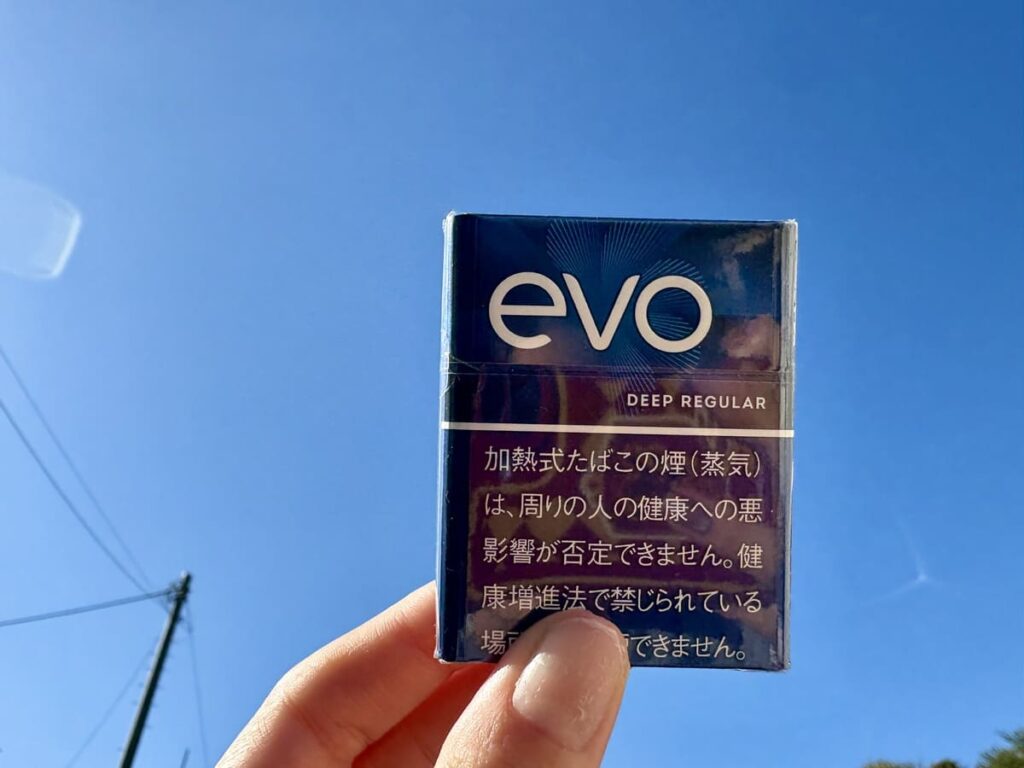 evo
DEEP REGULAR
加熱式たばこの煙(蒸気)
は、周りの人の健康への悪
影響が否定できません。健
康増進法で禁じられている
場 できません。